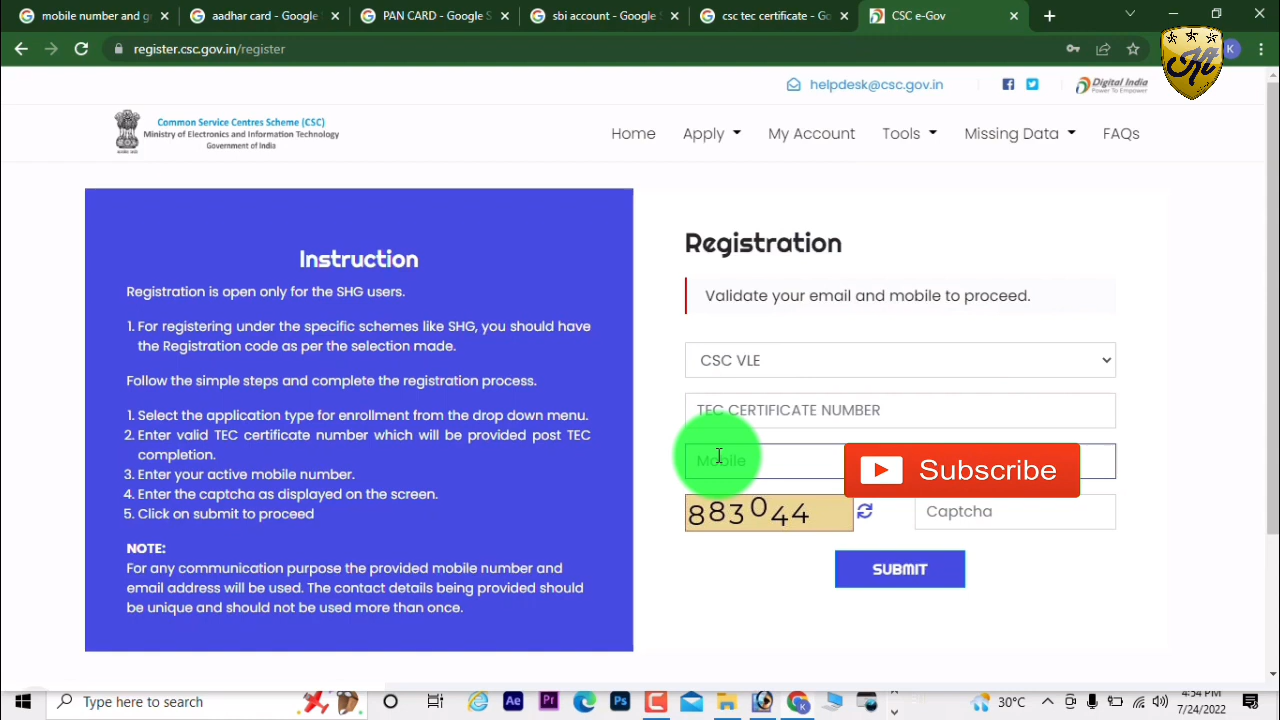 mobile number and g
aadhar card - Google S
PAN CARD - Google S
sbi account - Google S
csc tec certificate - Go
CSC e-Gov
register.csc.gov.in/register
K
helpdesk@csc.gov.in
Digital India
Power To Empower
Common Service Centres Scheme (CSC)
Ministry of Electronics and Information Technology
Government of India
Home Apply My Account Tools Missing Data FAQs
Instruction
Registration is open only for the SHG users.
1. For registering under the specific schemes like SHG, you should have
the Registration code as per the selection made.
Follow the simple steps and complete the registration process.
1. Select the application type for enrollment from the drop down menu.
2. Enter valid TEC certificate number which will be provided post TEC
completion.
3. Enter your active mobile number.
4. Enter the captcha as displayed on the screen.
5. Click on submit to proceed
NOTE:
For any communication purpose the provided mobile number and
email address will be used. The contact details being provided should
be unique and should not be used more than once.
Registration
Validate your email and mobile to proceed.
CSC VLE
TEC CERTIFICATE NUMBER
Mobile
Subscribe
883044
Captcha
SUBMIT
Type here to search
Ae
Pr
Ps
30°C
4:54 PM
7/24/2022